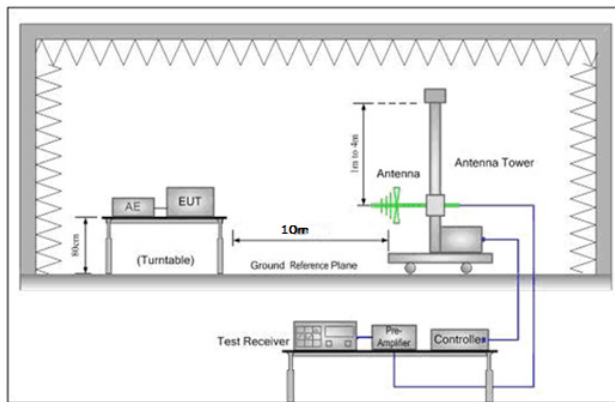 1m to 4m
Antenna
Antenna Tower
AE
EUT
80cm
(Turntable)
10m
Ground Reference Plane
Test Receiver
Pre-
Amplifier
Controller